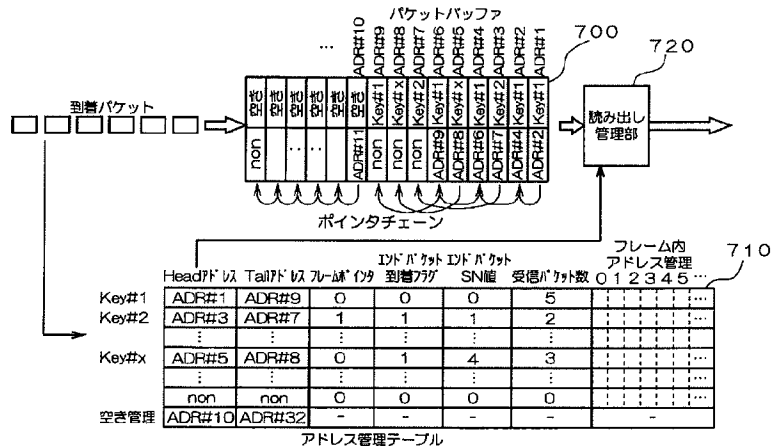 パケットバッファ
700
720
… ADR#10 ADR#9 ADR#8 ADR#7 ADR#6 ADR#5 ADR#4 ADR#3 ADR#2 ADR#1
到着パケット
空き 空き 空き 空き 空き 空き Key#1 Key#x Key#2 Key#1 Key#x Key#1 Key#2 Key#1 Key#1
non ‥ ‥ ADR#11 non non non ADR#9 ADR#8 ADR#6 ADR#7 ADR#4 ADR#2
読み出し
管理部
ポインタチェーン
フレーム内
アドレス管理
710
Headアドレス Tailアドレス フレームポインタ エンドパケット到着フラグ エンドパケットSN値 受信パケット数 0 1 2 3 4 5 …
Key#1 ADR#1 ADR#9 0 0 0 5 …
Key#2 ADR#3 ADR#7 1 1 1 2 …
⋮ ⋮ ⋮ ⋮ ⋮ ⋮ …
Key#x ADR#5 ADR#8 0 1 4 3 …
⋮ ⋮ ⋮ ⋮ ⋮ ⋮ …
non non 0 0 0 0 …
空き管理 ADR#10 ADR#32 - - - - -
アドレス管理テーブル